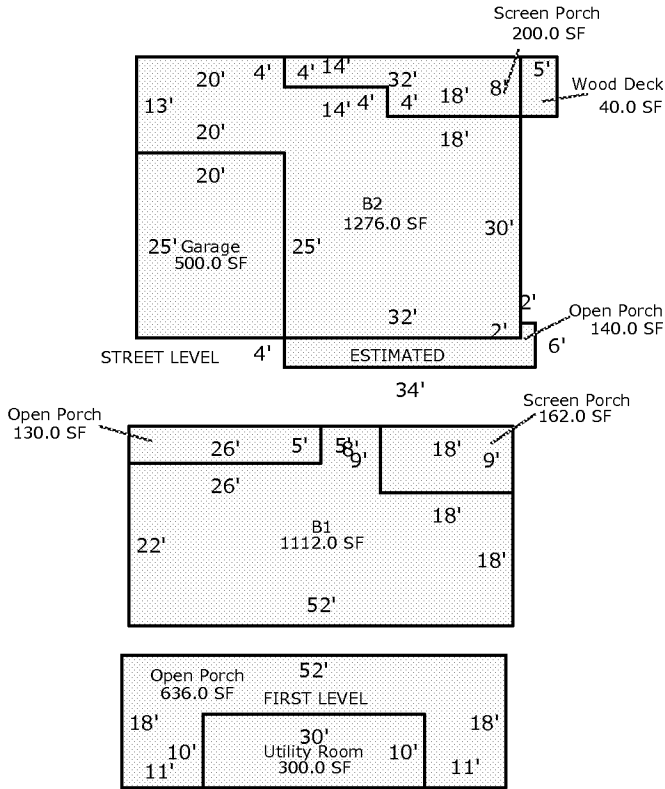 Screen Porch
200.0 SF
20' 4' 4' 14' 32' 8' 5'
Wood Deck
40.0 SF
13' 14' 4' 4' 18'
20' 18'
20'
B2
1276.0 SF
25' Garage 25' 30'
500.0 SF
32' 2'
2' Open Porch
140.0 SF
STREET LEVEL 4' ESTIMATED 6'
34'
Open Porch
130.0 SF
Screen Porch
162.0 SF
26' 5' 5' 8' 9' 18' 9'
26'
18'
B1
1112.0 SF
22' 18'
52'
52'
Open Porch
636.0 SF
FIRST LEVEL
18' 18'
30'
10' Utility Room 10'
300.0 SF
11' 11'